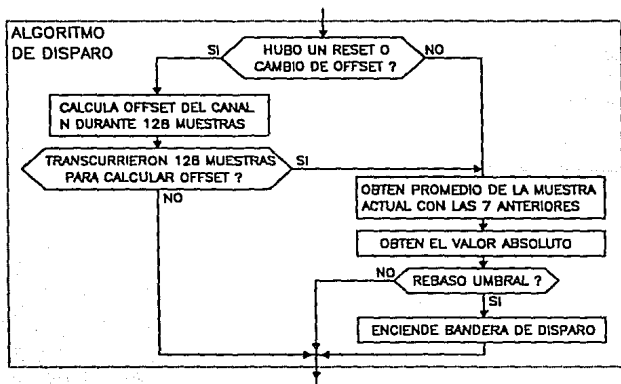 ALGORITMO
DE DISPARO
HUBO UN RESET O
CAMBIO DE OFFSET ?
SI
NO
CALCULA OFFSET DEL CANAL
N DURANTE 128 MUESTRAS
TRANSCURRIERON 128 MUESTRAS
PARA CALCULAR OFFSET ?
SI
NO
OBTEN PROMEDIO DE LA MUESTRA
ACTUAL CON LAS 7 ANTERIORES
OBTEN EL VALOR ABSOLUTO
REBASO UMBRAL ?
NO
SI
ENCIENDE BANDERA DE DISPARO